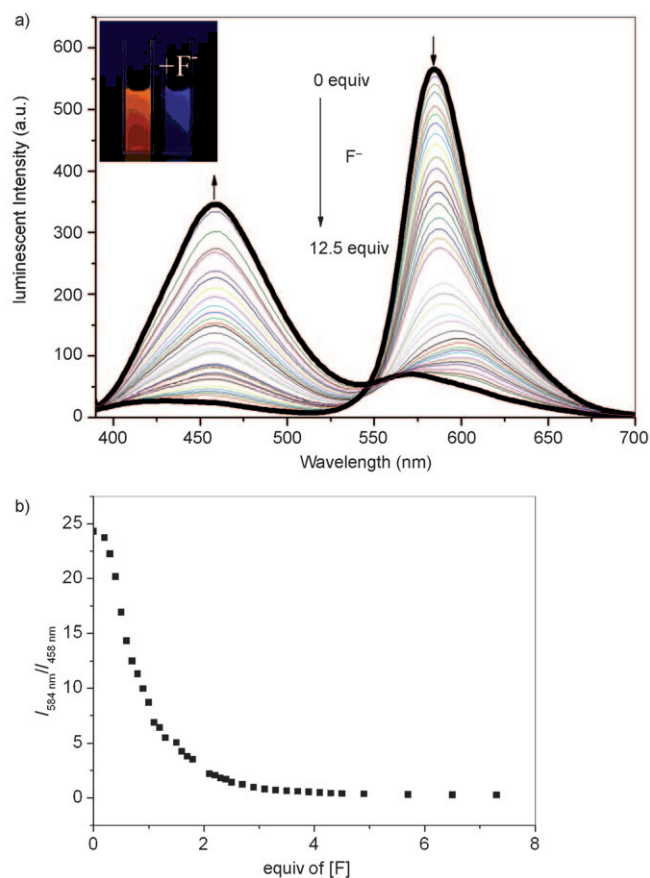 a)
600
500
400
300
200
100
0
luminescent Intensity (a.u.)
+F⁻
0 equiv
F⁻
12.5 equiv
400 450 500 550 600 650 700
Wavelength (nm)
b)
25
20
15
10
5
0
I584 nm/I458 nm
0 2 4 6 8
equiv of [F]